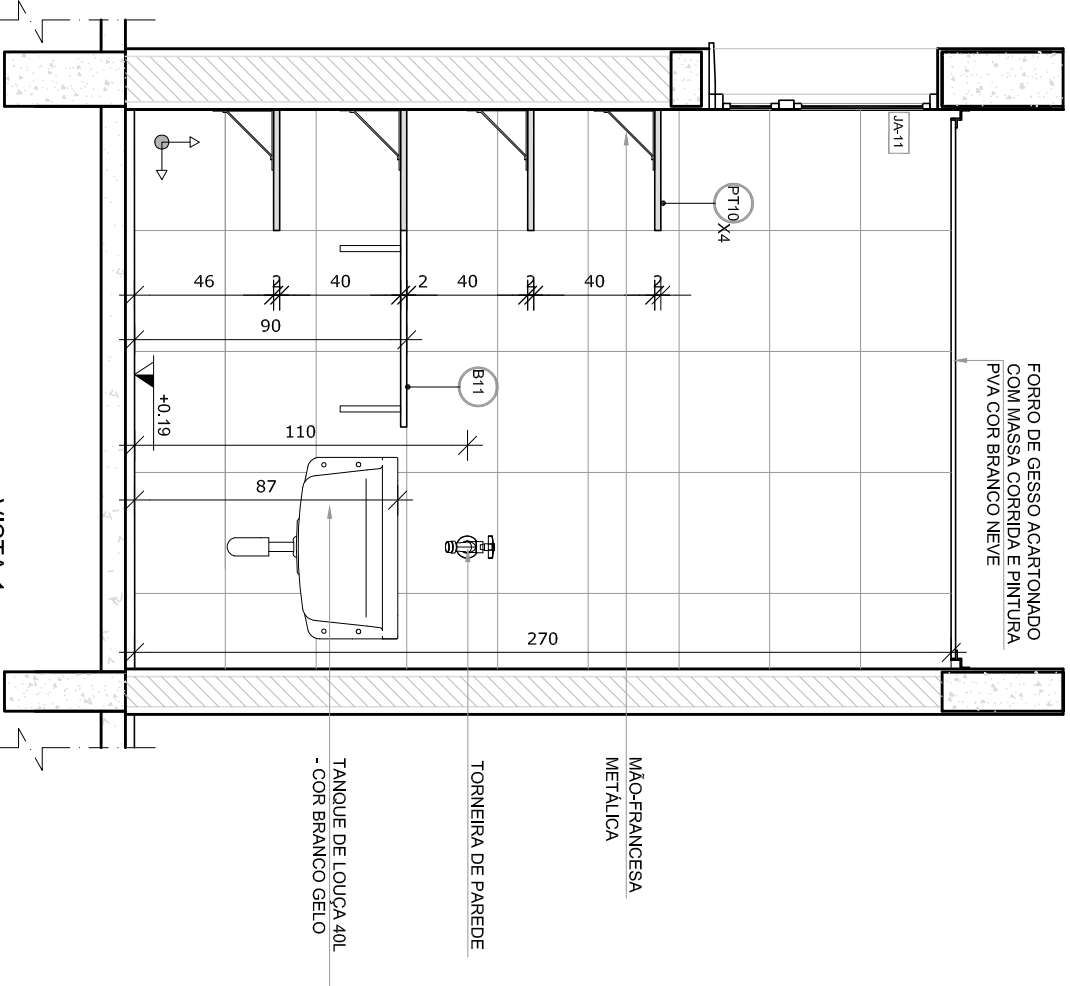 FORRO DE GESSO ACARTONADO
COM MASSA CORRIDA E PINTURA
PVA COR BRANCO NEVE
JA-11
PT10
X4
MÃO-FRANCESA
METÁLICA
B11
TORNEIRA DE PAREDE
TANQUE DE LOUÇA 40L
- COR BRANCO GELO
46
2
40
2
40
2
40
2
90
110
87
270
+0.19